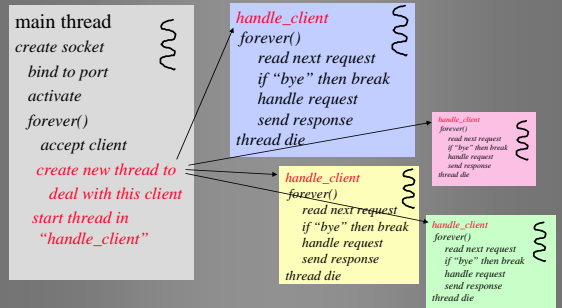 main thread
create socket
bind to port
activate
forever()
accept client
create new thread to
deal with this client
start thread in
“handle_client”
handle_client
forever()
read next request
if “bye” then break
handle request
send response
thread die
handle_client
forever()
read next request
if “bye” then break
handle request
send response
thread die
handle_client
forever()
read next request
if “bye” then break
handle request
send response
thread die
handle_client
forever()
read next request
if “bye” then break
handle request
send response
thread die